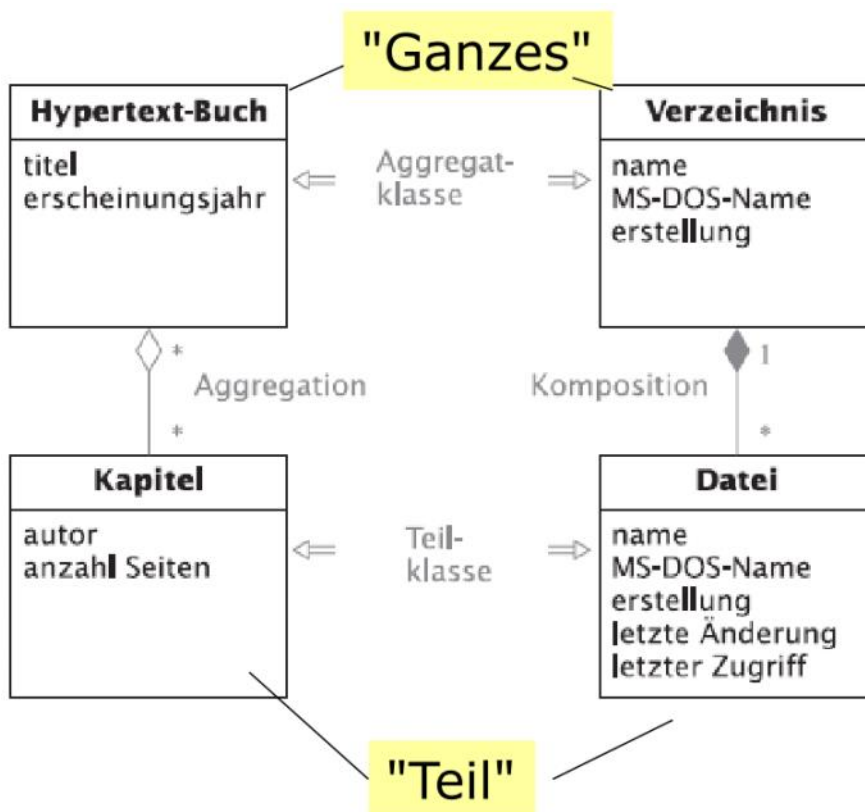 "Ganzes"
Hypertext-Buch
titel
erscheinungsjahr
Aggregat-
klasse
Verzeichnis
name
MS-DOS-Name
erstellung
*
Aggregation
*
Komposition
1
*
Kapitel
autor
anzahl Seiten
Teil-
klasse
Datei
name
MS-DOS-Name
erstellung
letzte Änderung
letzter Zugriff
"Teil"